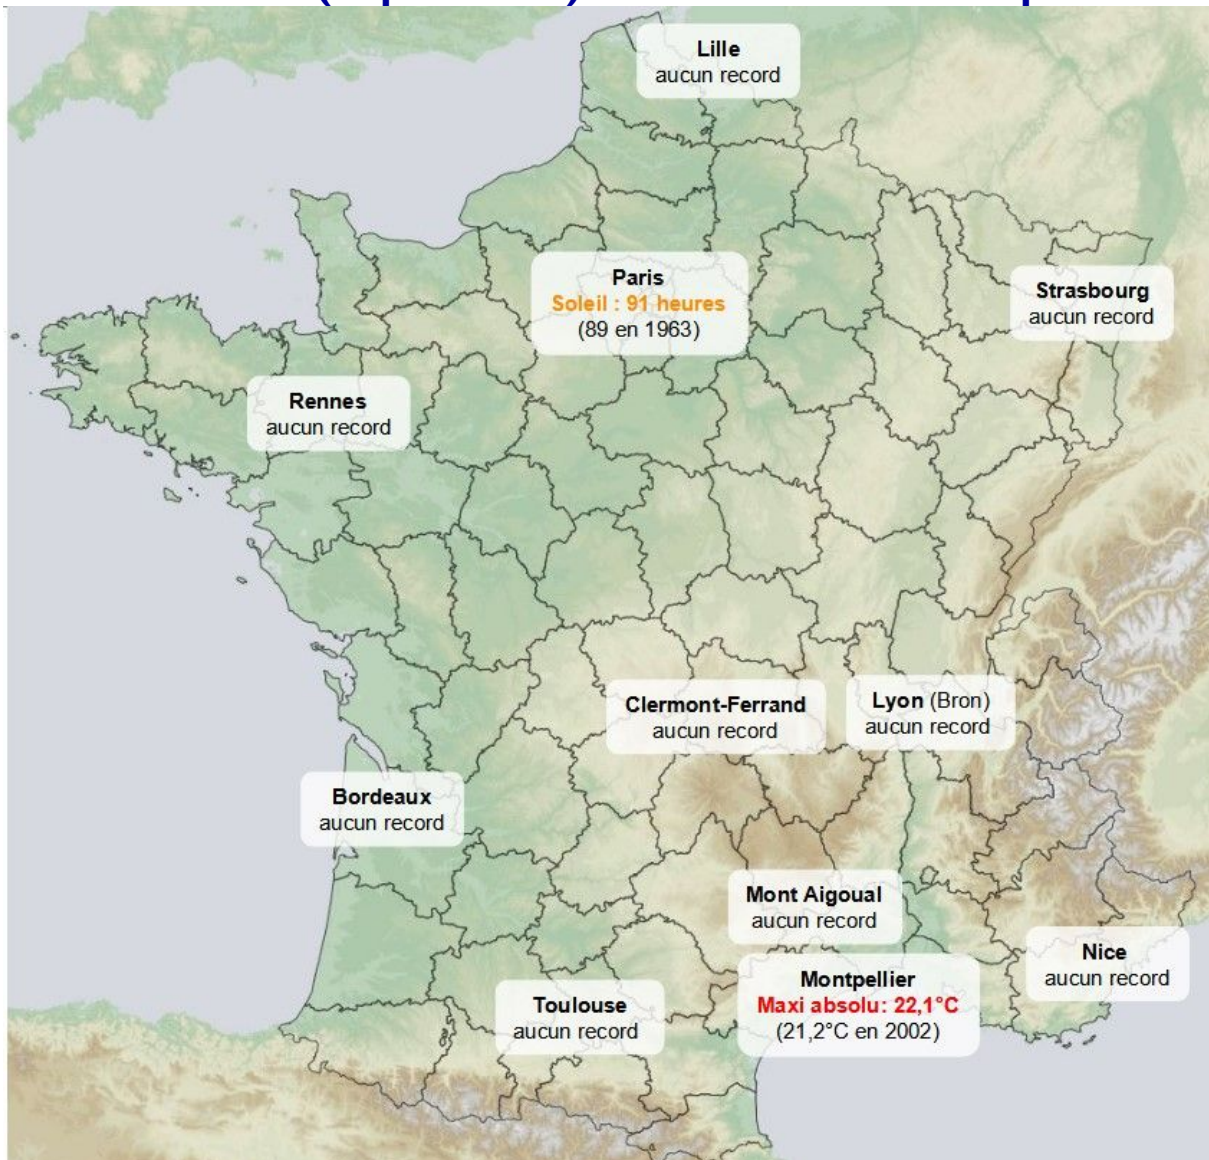 Lille
aucun record
Paris
Soleil : 91 heures
(89 en 1963)
Strasbourg
aucun record
Rennes
aucun record
Clermont-Ferrand
aucun record
Lyon (Bron)
aucun record
Bordeaux
aucun record
Mont Aigoual
aucun record
Nice
aucun record
Montpellier
Maxi absolu: 22,1°C
(21,2°C en 2002)
Toulouse
aucun record